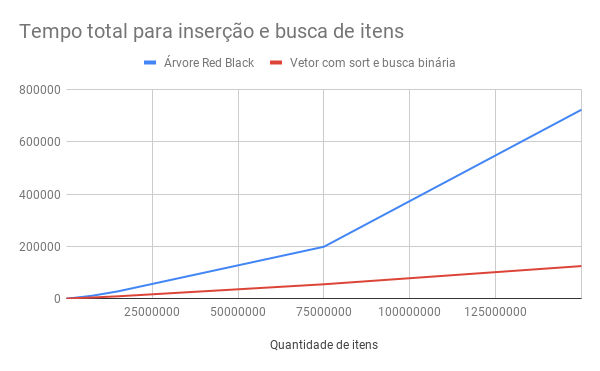 Tempo total para inserção e busca de itens
Árvore Red Black
Vetor com sort e busca binária
800000
600000
400000
200000
0
25000000
50000000
75000000
100000000
125000000
Quantidade de itens